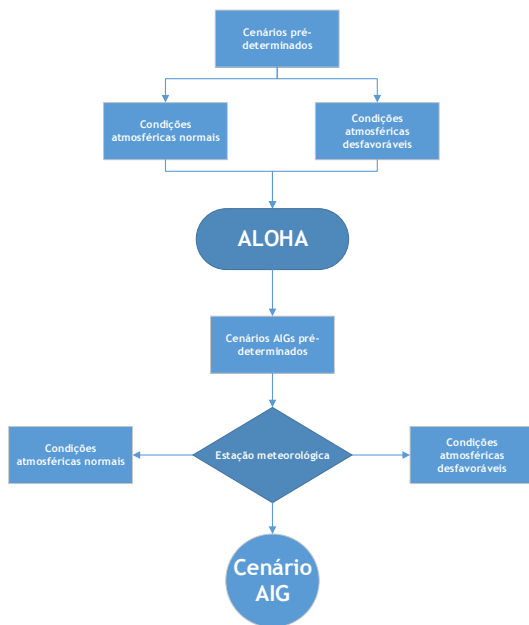 Cenários pré-
determinados
Condições
atmosféricas normais
Condições
atmosféricas
desfavoráveis
ALOHA
Cenários AIGs pré-
determinados
Condições
atmosféricas normais
Estação meteorológica
Condições
atmosféricas
desfavoráveis
Cenário
AIG